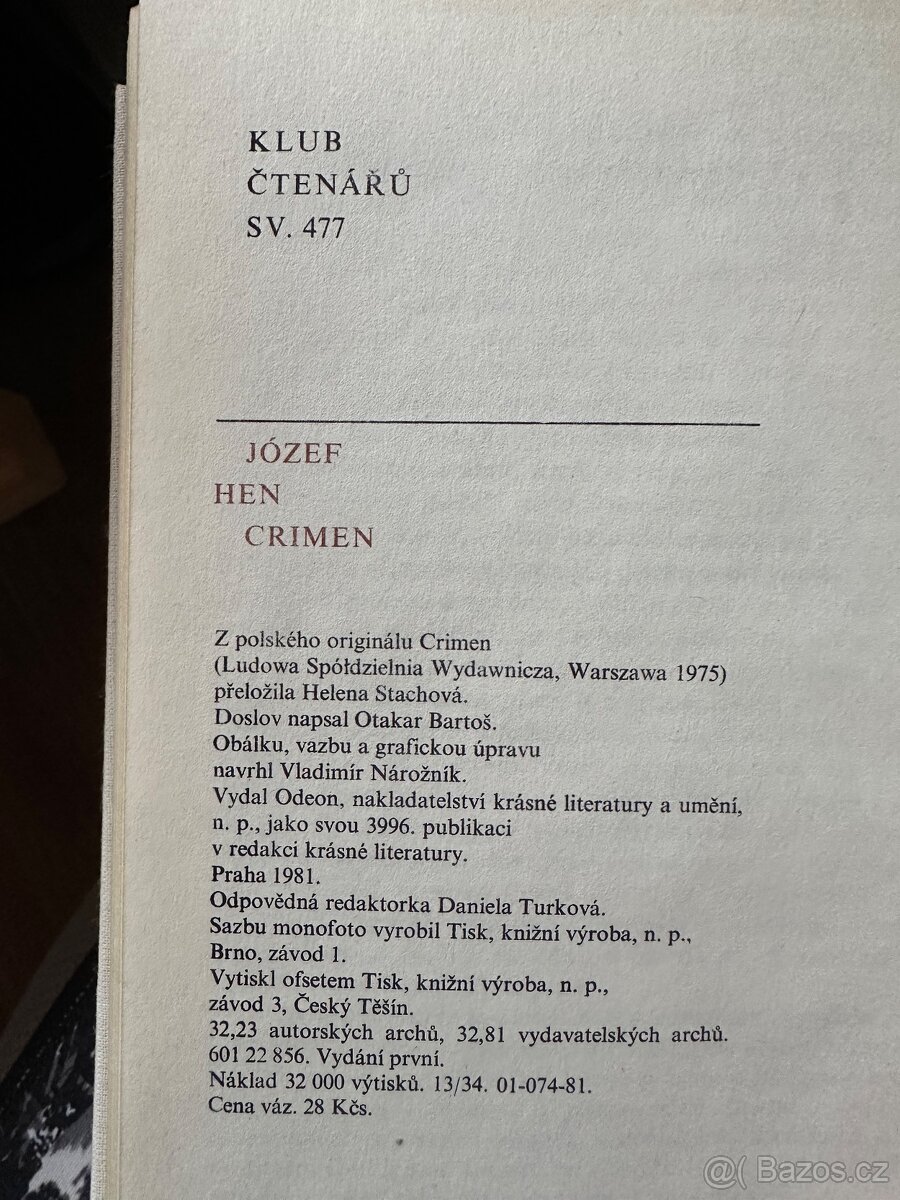 KLUB
ČTENÁŘŮ
SV. 477
JÓZEF
HEN
CRIMEN
Z polského originálu Crimen
(Ludowa Spółdzielnia Wydawnicza, Warszawa 1975)
přeložila Helena Stachová.
Doslov napsal Otakar Bartoš.
Obálku, vazbu a grafickou úpravu
navrhl Vladimír Nárožník.
Vydal Odeon, nakladatelství krásné literatury a umění,
n. p., jako svou 3996. publikaci
v redakci krásné literatury.
Praha 1981.
Odpovědná redaktorka Daniela Turková.
Sazbu monofoto vyrobil Tisk, knižní výroba, n. p.,
Brno, závod 1.
Vytiskl ofsetem Tisk, knižní výroba, n. p.,
závod 3, Český Těšín.
32,23 autorských archů, 32,81 vydavatelských archů.
601 22 856. Vydání první.
Náklad 32 000 výtisků. 13/34. 01-074-81.
Cena váz. 28 Kčs.
@( Bazos.cz